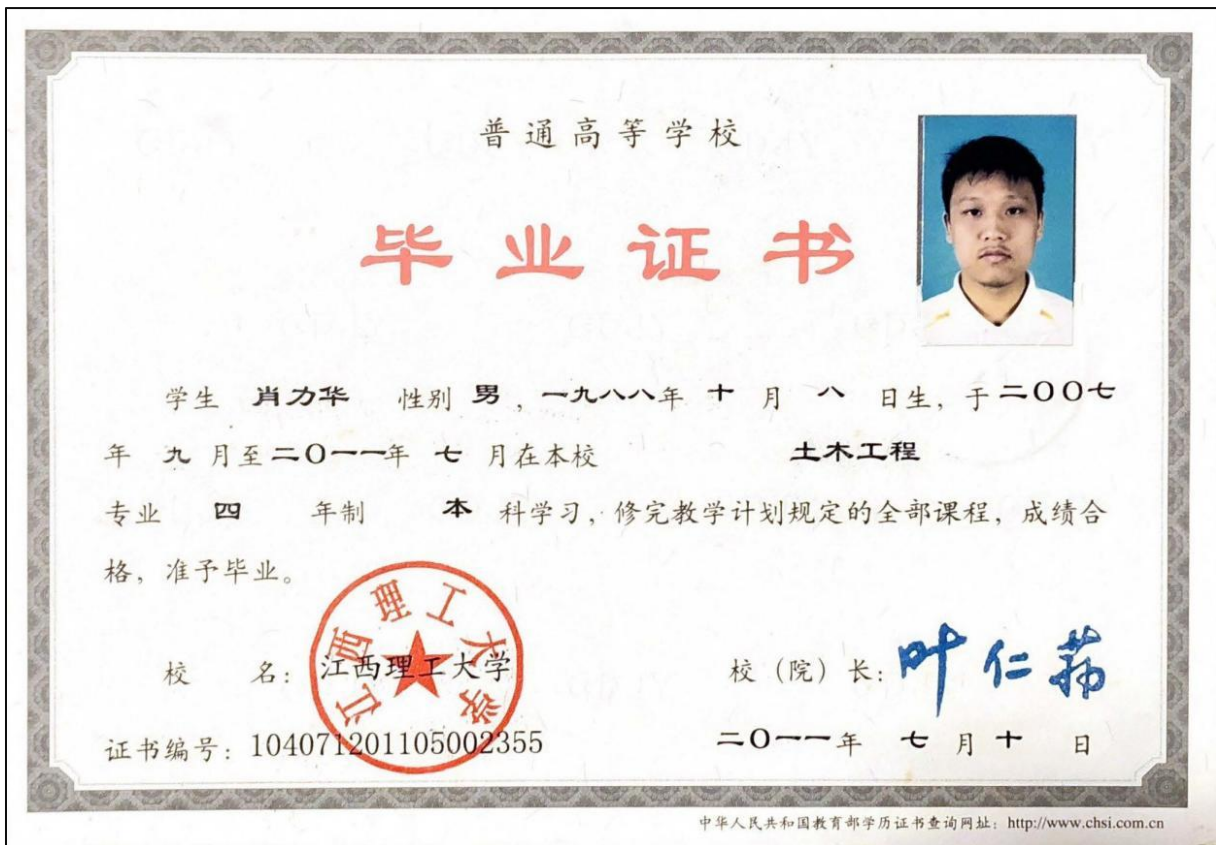 普通高等学校
毕业证书
学生 肖力华 性别 男，一九八八年 十 月 八 日生，于二〇〇七
年 九 月至二〇一一年 七 月在本校 土木工程
专业 四 年制 本 科学习，修完教学计划规定的全部课程，成绩合
格，准予毕业。
江西理工大学
校 名：江西理工大学 校（院）长：叶仁荪
证书编号：104071201105002355 二〇一一年 七 月 十 日
中华人民共和国教育部学历证书查询网址：http://www.chsi.com.cn